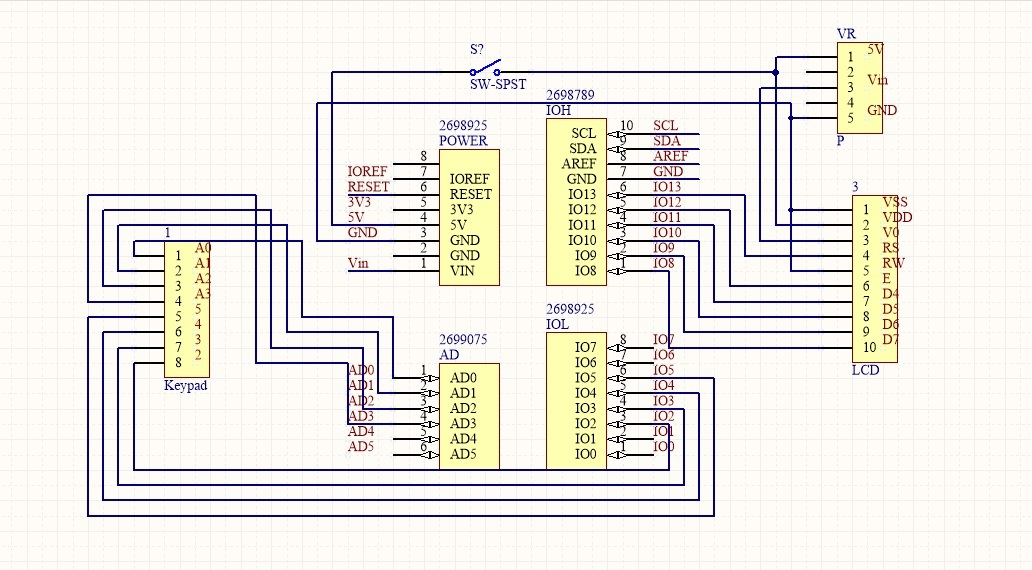 S?
SW-SPST
VR
5V
1
2
Vin
3
4
GND
5
P
2698925
POWER
8
7
IOREF
IOREF
6
RESET
RESET
5
3V3
3V3
4
5V
5V
3
GND
GND
2
GND
1
Vin
VIN
2698789
IOH
SCL
10
SCL
SDA
9
SDA
AREF
8
AREF
GND
7
GND
IO13
6
IO13
IO12
5
IO12
IO11
4
IO11
IO10
3
IO10
IO9
2
IO9
IO8
1
IO8
3
VSS
1
VDD
2
V0
3
RS
4
RW
5
E
6
D4
7
D5
8
D6
9
D7
10
LCD
1
A0
1
A1
2
A2
3
A3
4
5
5
4
6
3
7
2
8
Keypad
2699075
AD
AD0
1
AD0
AD1
2
AD1
AD2
3
AD2
AD3
4
AD3
AD4
5
AD4
AD5
6
AD5
2698925
IOL
IO7
8
IO7
IO6
7
IO6
IO5
6
IO5
IO4
5
IO4
IO3
4
IO3
IO2
3
IO2
IO1
2
IO1
IO0
1
IO0